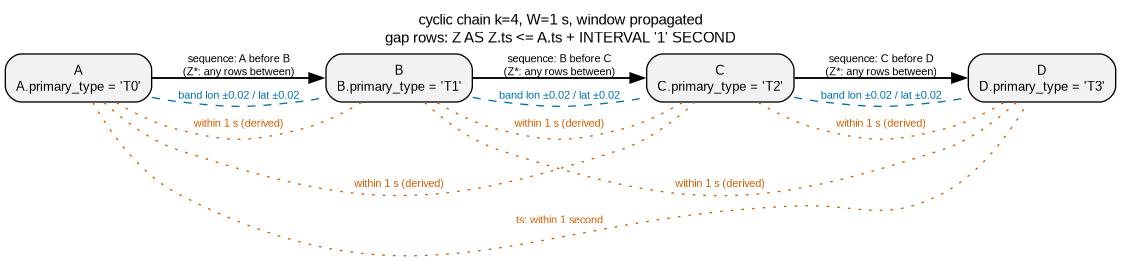 cyclic chain k=4, W=1 s, window propagated
gap rows: Z AS Z.ts <= A.ts + INTERVAL '1' SECOND
A
A.primary_type = 'T0'
sequence: A before B
(Z*: any rows between)
band lon ±0.02 / lat ±0.02
B
B.primary_type = 'T1'
sequence: B before C
(Z*: any rows between)
band lon ±0.02 / lat ±0.02
C
C.primary_type = 'T2'
sequence: C before D
(Z*: any rows between)
band lon ±0.02 / lat ±0.02
D
D.primary_type = 'T3'
within 1 s (derived)
within 1 s (derived)
within 1 s (derived)
within 1 s (derived)
within 1 s (derived)
ts: within 1 second